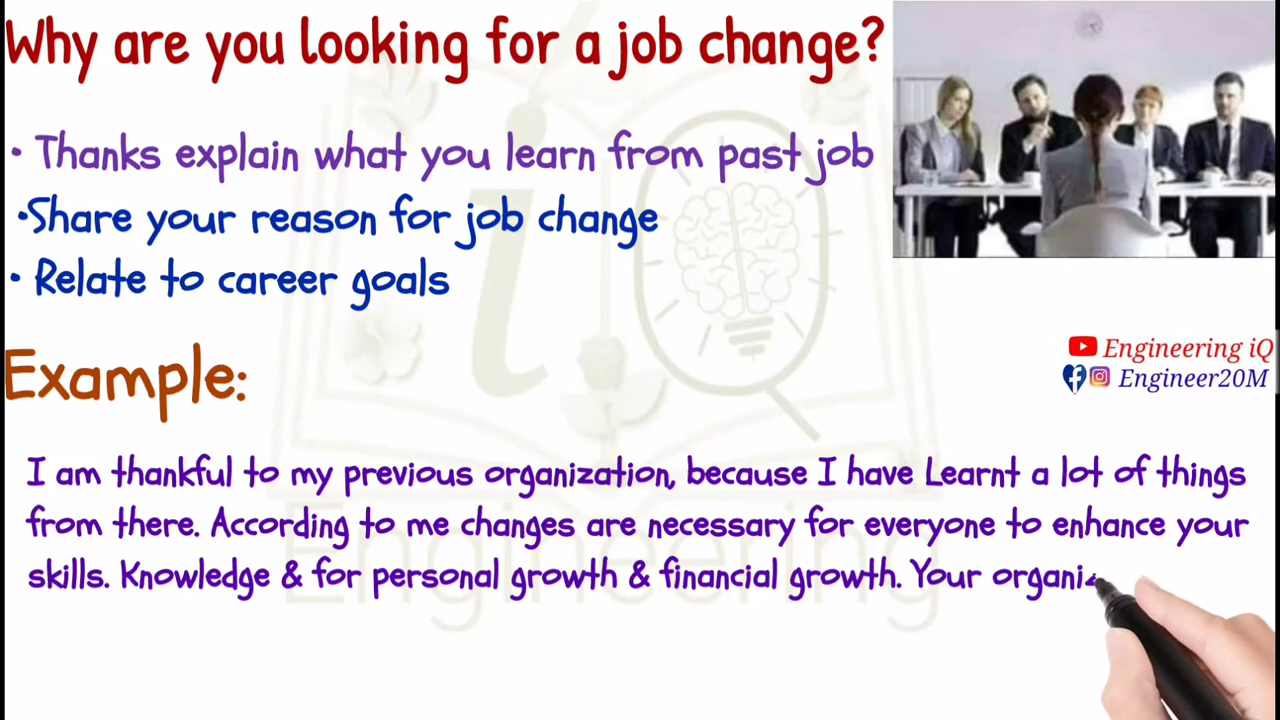 Why are you looking for a job change?
• Thanks explain what you learn from past job
•Share your reason for job change
• Relate to career goals
Engineering iQ
Engineer20M
Example:
I am thankful to my previous organization, because I have Learnt a lot of things
from there. According to me changes are necessary for everyone to enhance your
skills. Knowledge & for personal growth & financial growth. Your organiz
iQ
Engineering